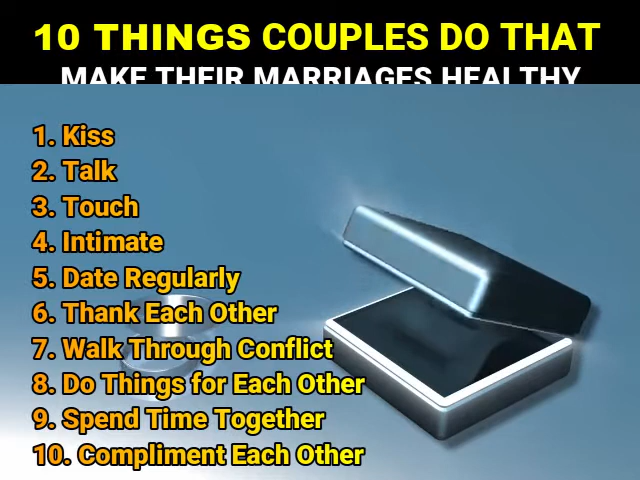 10 THINGS COUPLES DO THAT
MAKE THEIR MARRIAGES HEALTHY
1. Kiss
2. Talk
3. Touch
4. Intimate
5. Date Regularly
6. Thank Each Other
7. Walk Through Conflict
8. Do Things for Each Other
9. Spend Time Together
10. Compliment Each Other